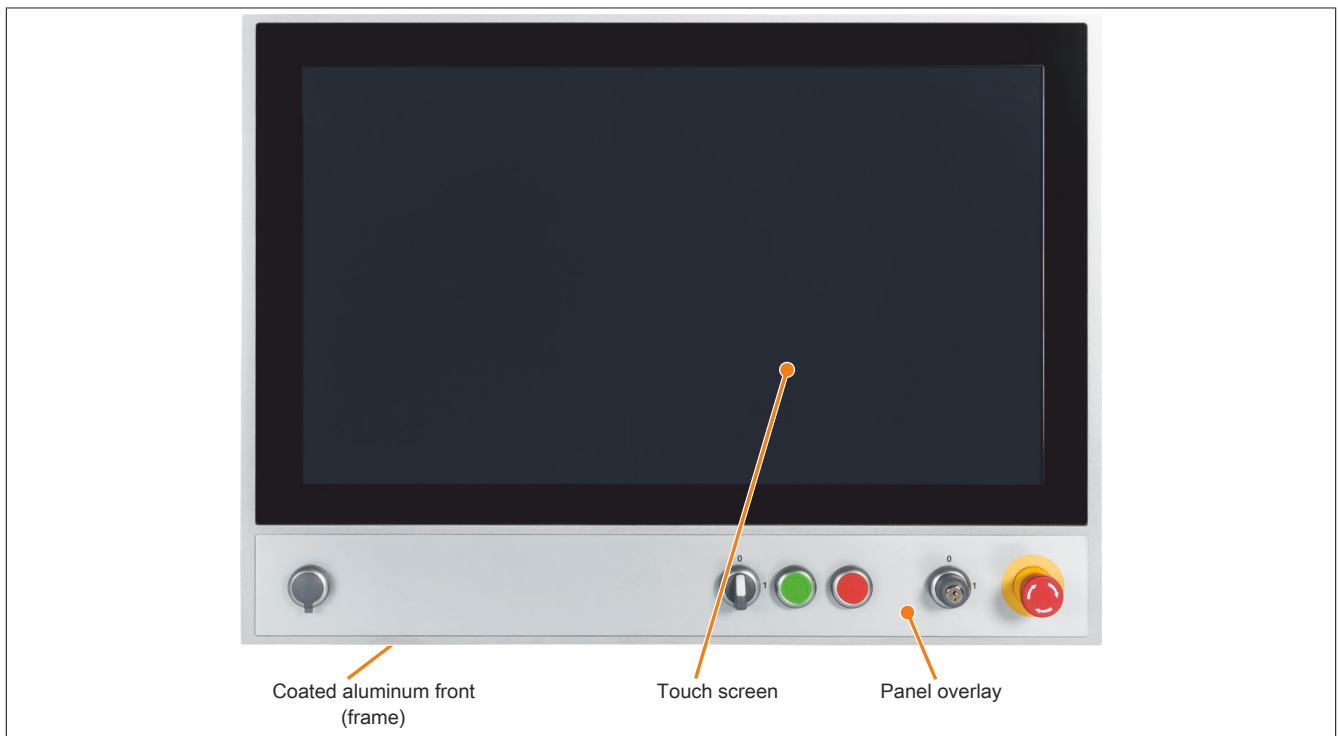 0
1
0
1
Coated aluminum front
(frame)
Touch screen
Panel overlay